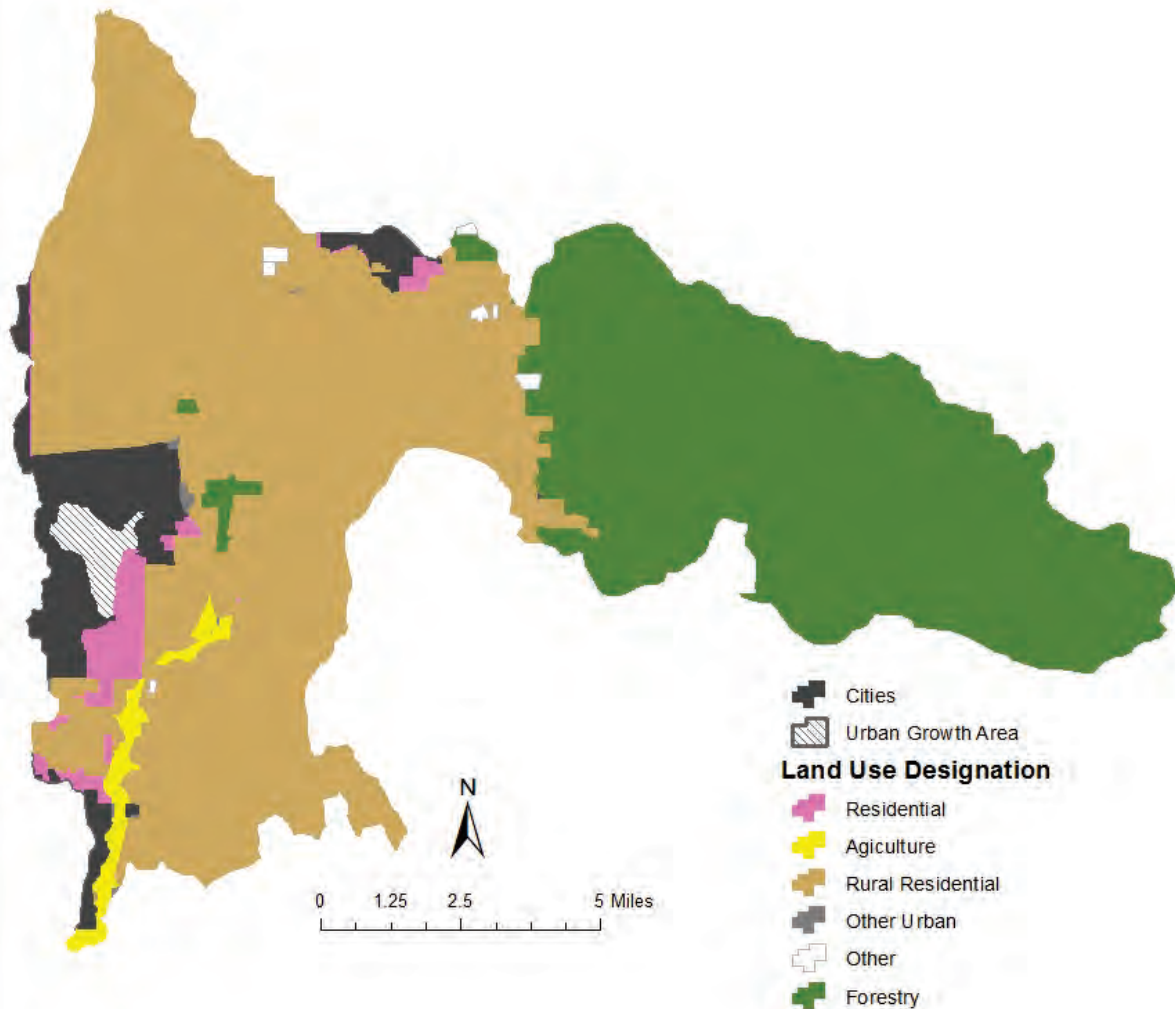 N
0 1.25 2.5 5 Miles
Cities
Urban Growth Area
Land Use Designation
Residential
Agiculture
Rural Residential
Other Urban
Other
Forestry